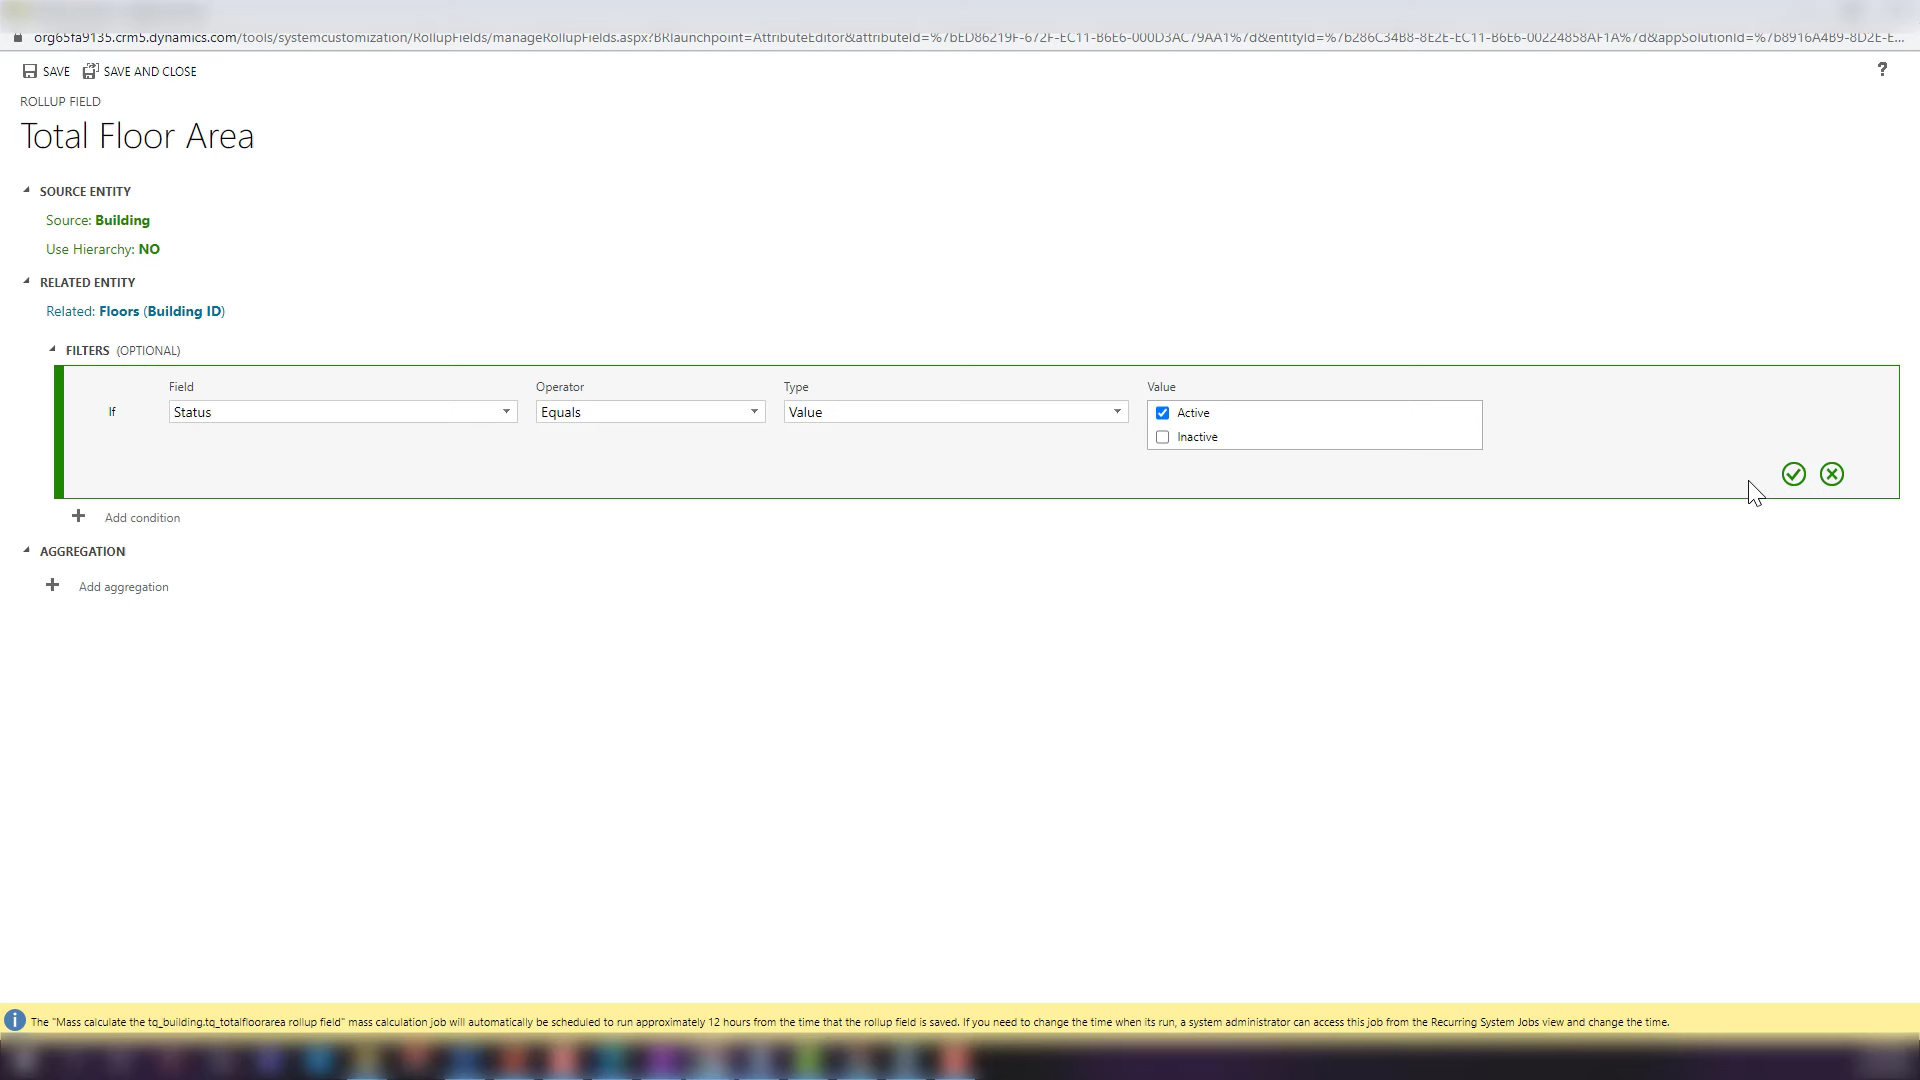 org65fa9135.crm5.dynamics.com/tools/systemcustomization/RollupFields/manageRollupFields.aspx?BRlaunchpoint=AttributeEditor&attributeId=%7bED86219F-672F-EC11-B6E6-000D3AC79AA1%7d&entityId=%7b286C34B8-8E2E-EC11-B6E6-00224858AF1A%7d&appSolutionId=%7b8916A4B9-8D2E-E...
SAVE SAVE AND CLOSE ?
ROLLUP FIELD
Total Floor Area
SOURCE ENTITY
Source: Building
Use Hierarchy: NO
RELATED ENTITY
Related: Floors (Building ID)
FILTERS (OPTIONAL)
Field Operator Type Value
If Status Equals Value Active
Inactive
Add condition
AGGREGATION
Add aggregation
The "Mass calculate the tq_building.tq_totalfloorarea rollup field" mass calculation job will automatically be scheduled to run approximately 12 hours from the time that the rollup field is saved. If you need to change the time when its run, a system administrator can access this job from the Recurring System Jobs view and change the time.